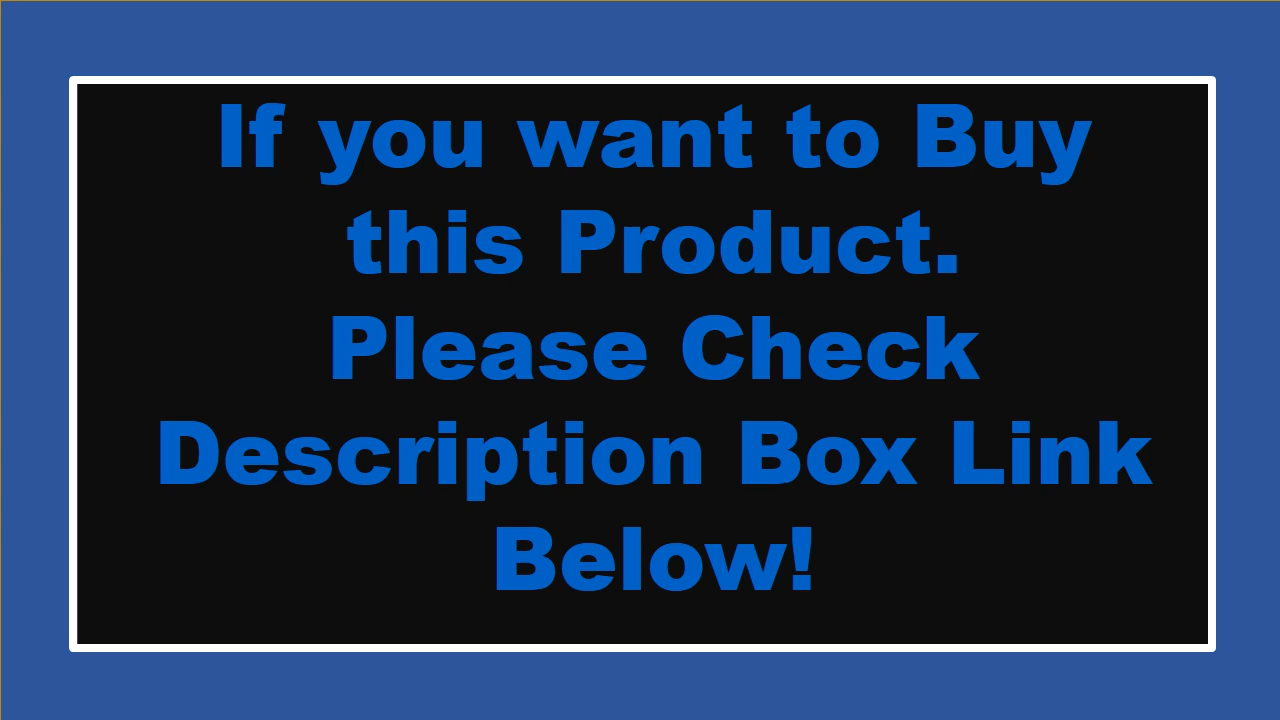 If you want to Buy
this Product.
Please Check
Description Box Link
Below!